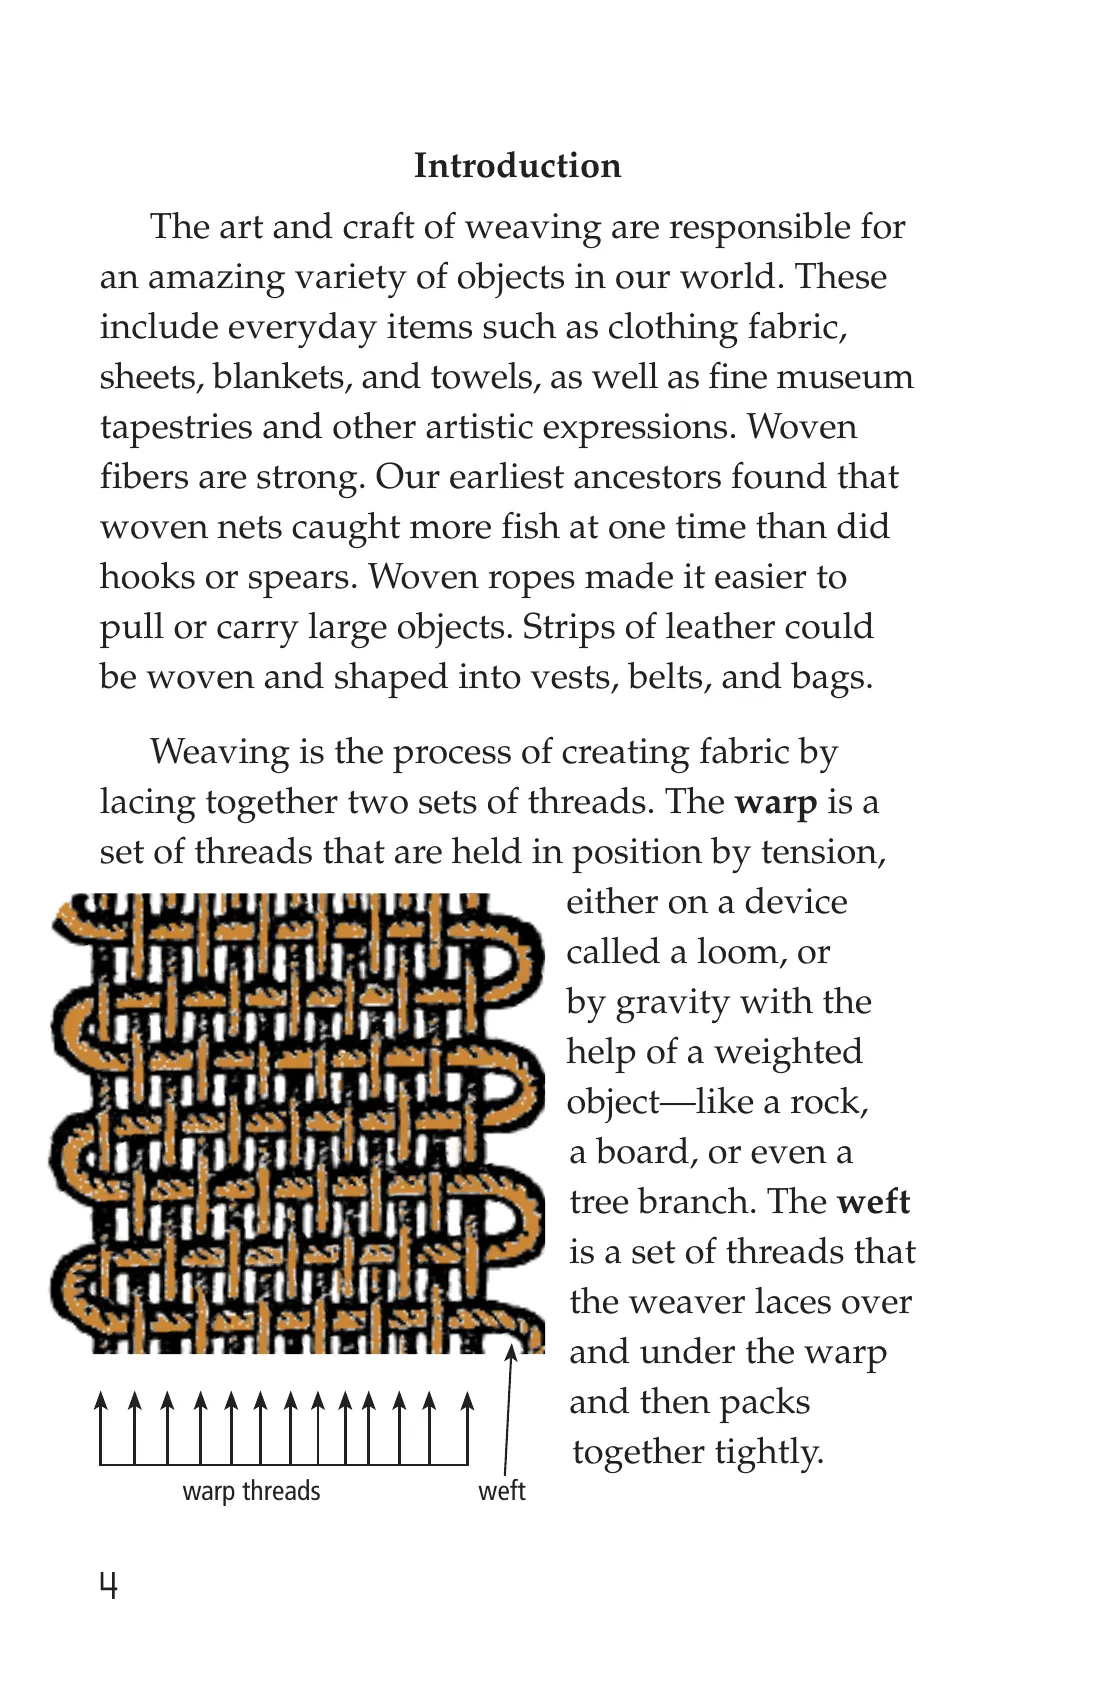 Introduction
The art and craft of weaving are responsible for
an amazing variety of objects in our world. These
include everyday items such as clothing fabric,
sheets, blankets, and towels, as well as fine museum
tapestries and other artistic expressions. Woven
fibers are strong. Our earliest ancestors found that
woven nets caught more fish at one time than did
hooks or spears. Woven ropes made it easier to
pull or carry large objects. Strips of leather could
be woven and shaped into vests, belts, and bags.
Weaving is the process of creating fabric by
lacing together two sets of threads. The warp is a
set of threads that are held in position by tension,
either on a device
called a loom, or
by gravity with the
help of a weighted
object—like a rock,
a board, or even a
tree branch. The weft
is a set of threads that
the weaver laces over
and under the warp
and then packs
together tightly.
warp threads
weft
4